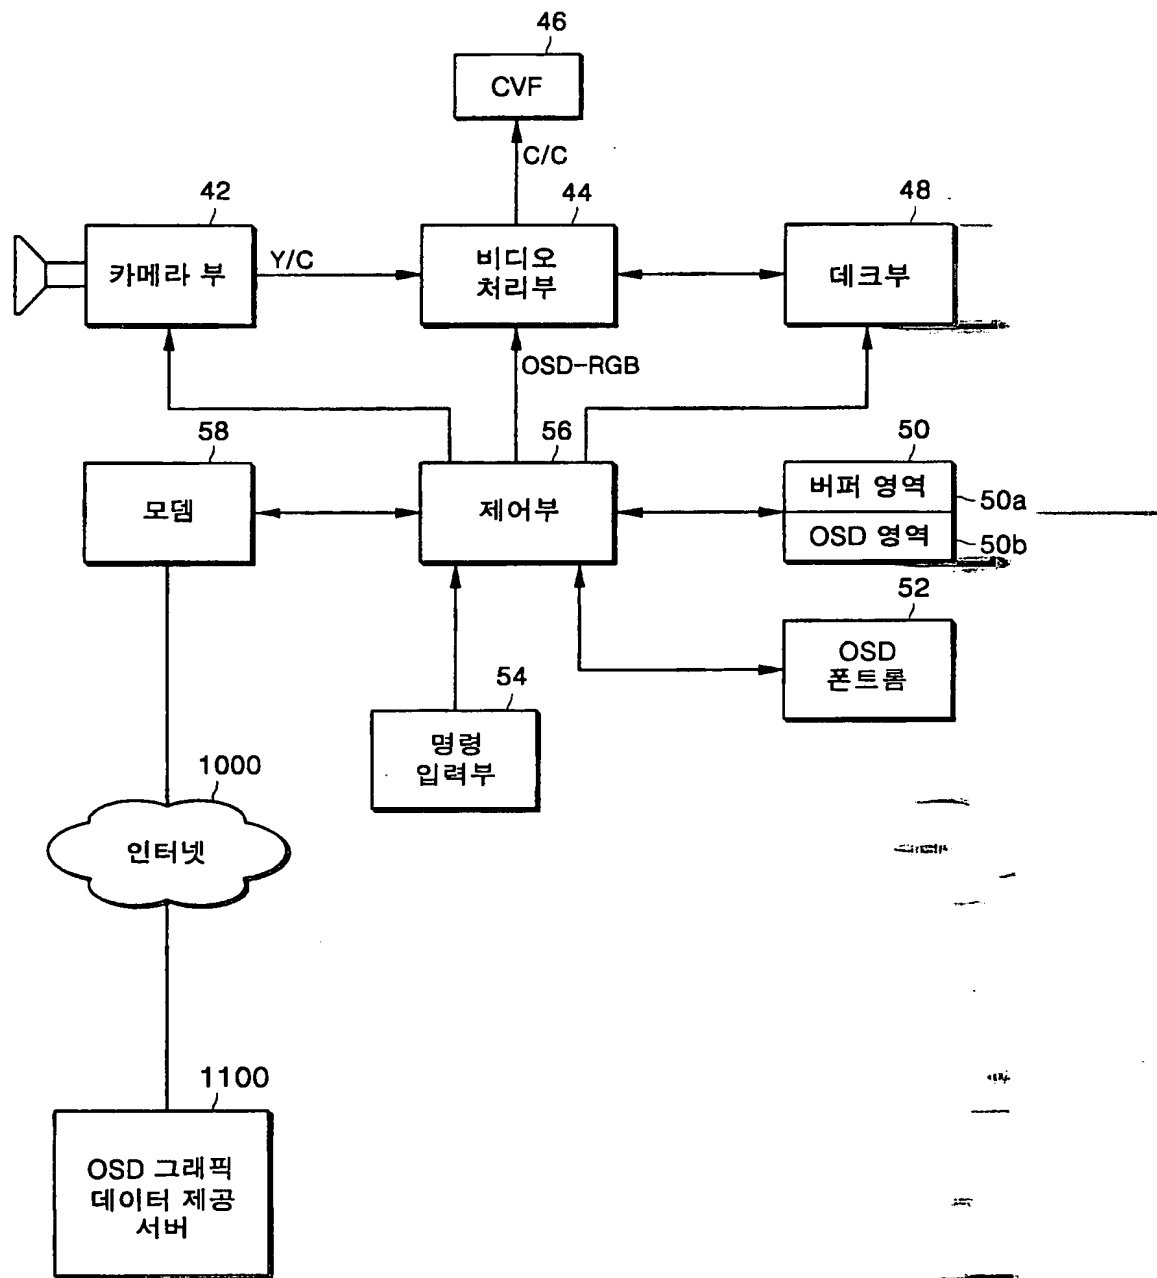 46
CVF
C/C
42
44
48
카메라 부
Y/C
비디오
처리부
데크부
OSD-RGB
58
56
50
모뎀
제어부
버퍼 영역
50a
OSD 영역
50b
52
OSD
폰트롬
54
명령
입력부
1000
인터넷
1100
OSD 그래픽
데이터 제공
서버